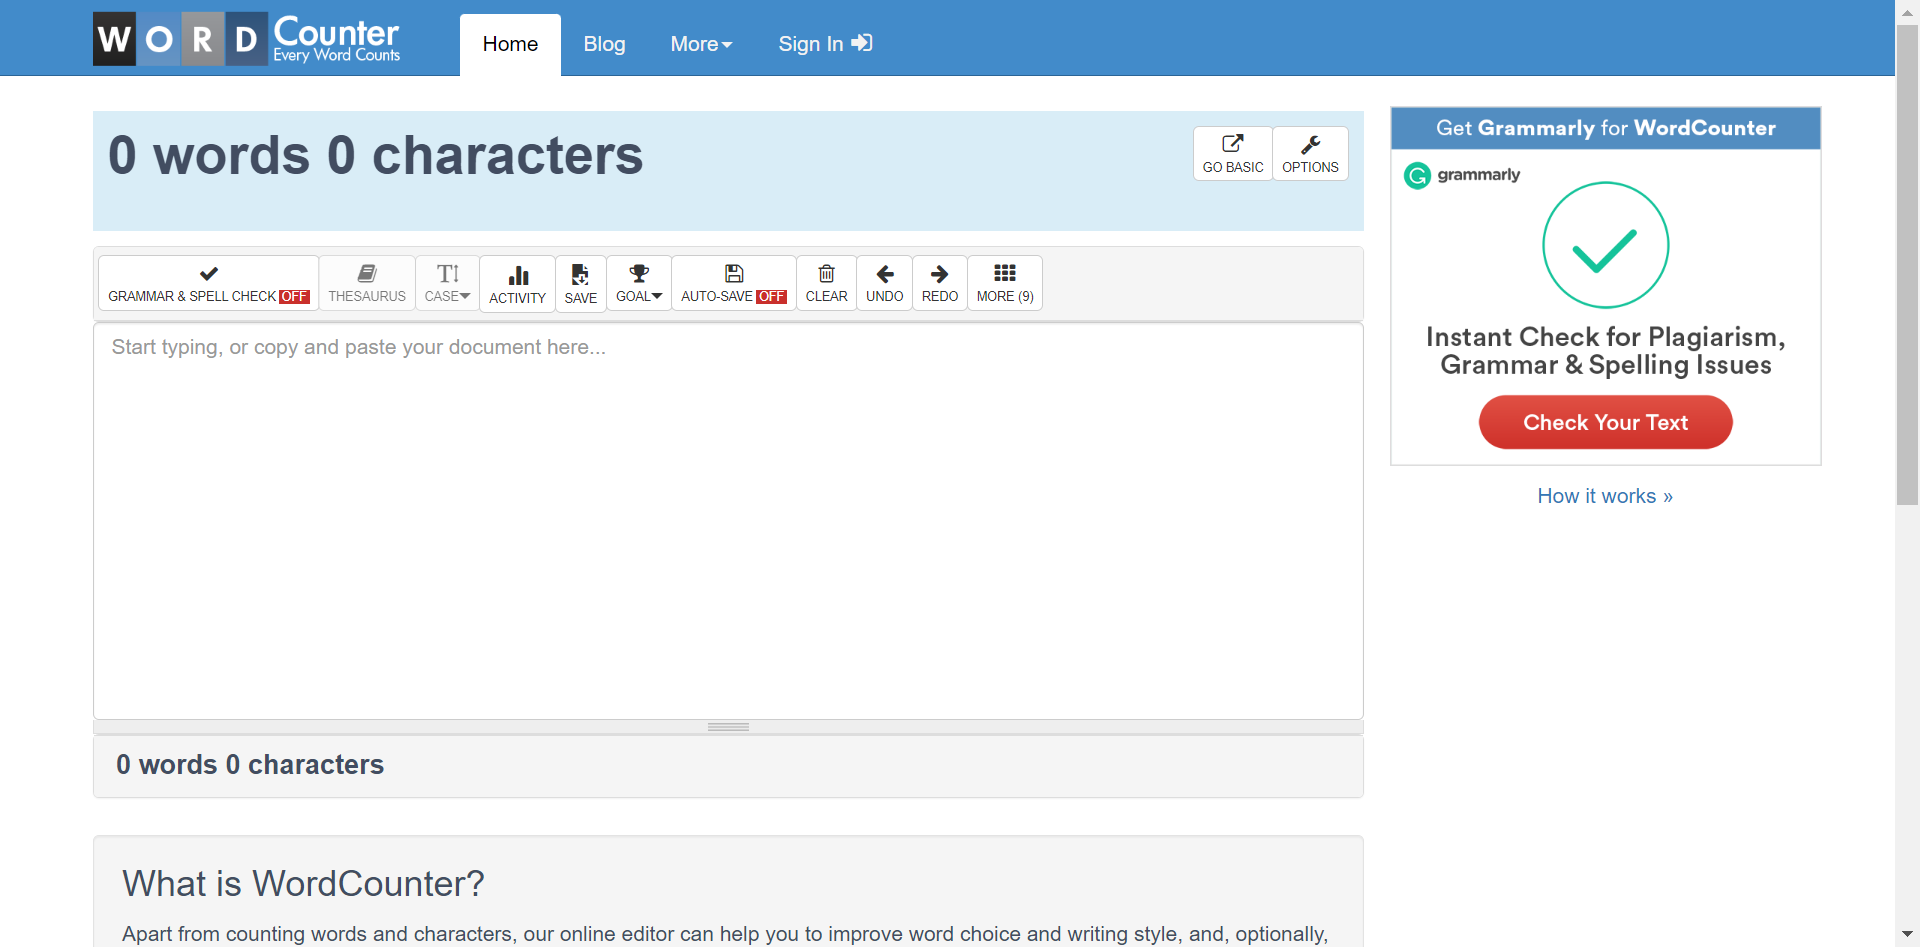 WORD Counter
Every Word Counts
Home
Blog
More
Sign In
0 words 0 characters
GO BASIC
OPTIONS
GRAMMAR & SPELL CHECK OFF
THESAURUS
CASE
ACTIVITY
SAVE
GOAL
AUTO-SAVE OFF
CLEAR
UNDO
REDO
MORE (9)
Start typing, or copy and paste your document here...
0 words 0 characters
What is WordCounter?
Apart from counting words and characters, our online editor can help you to improve word choice and writing style, and, optionally,
Get Grammarly for WordCounter
grammarly
Instant Check for Plagiarism,
Grammar & Spelling Issues
Check Your Text
How it works »